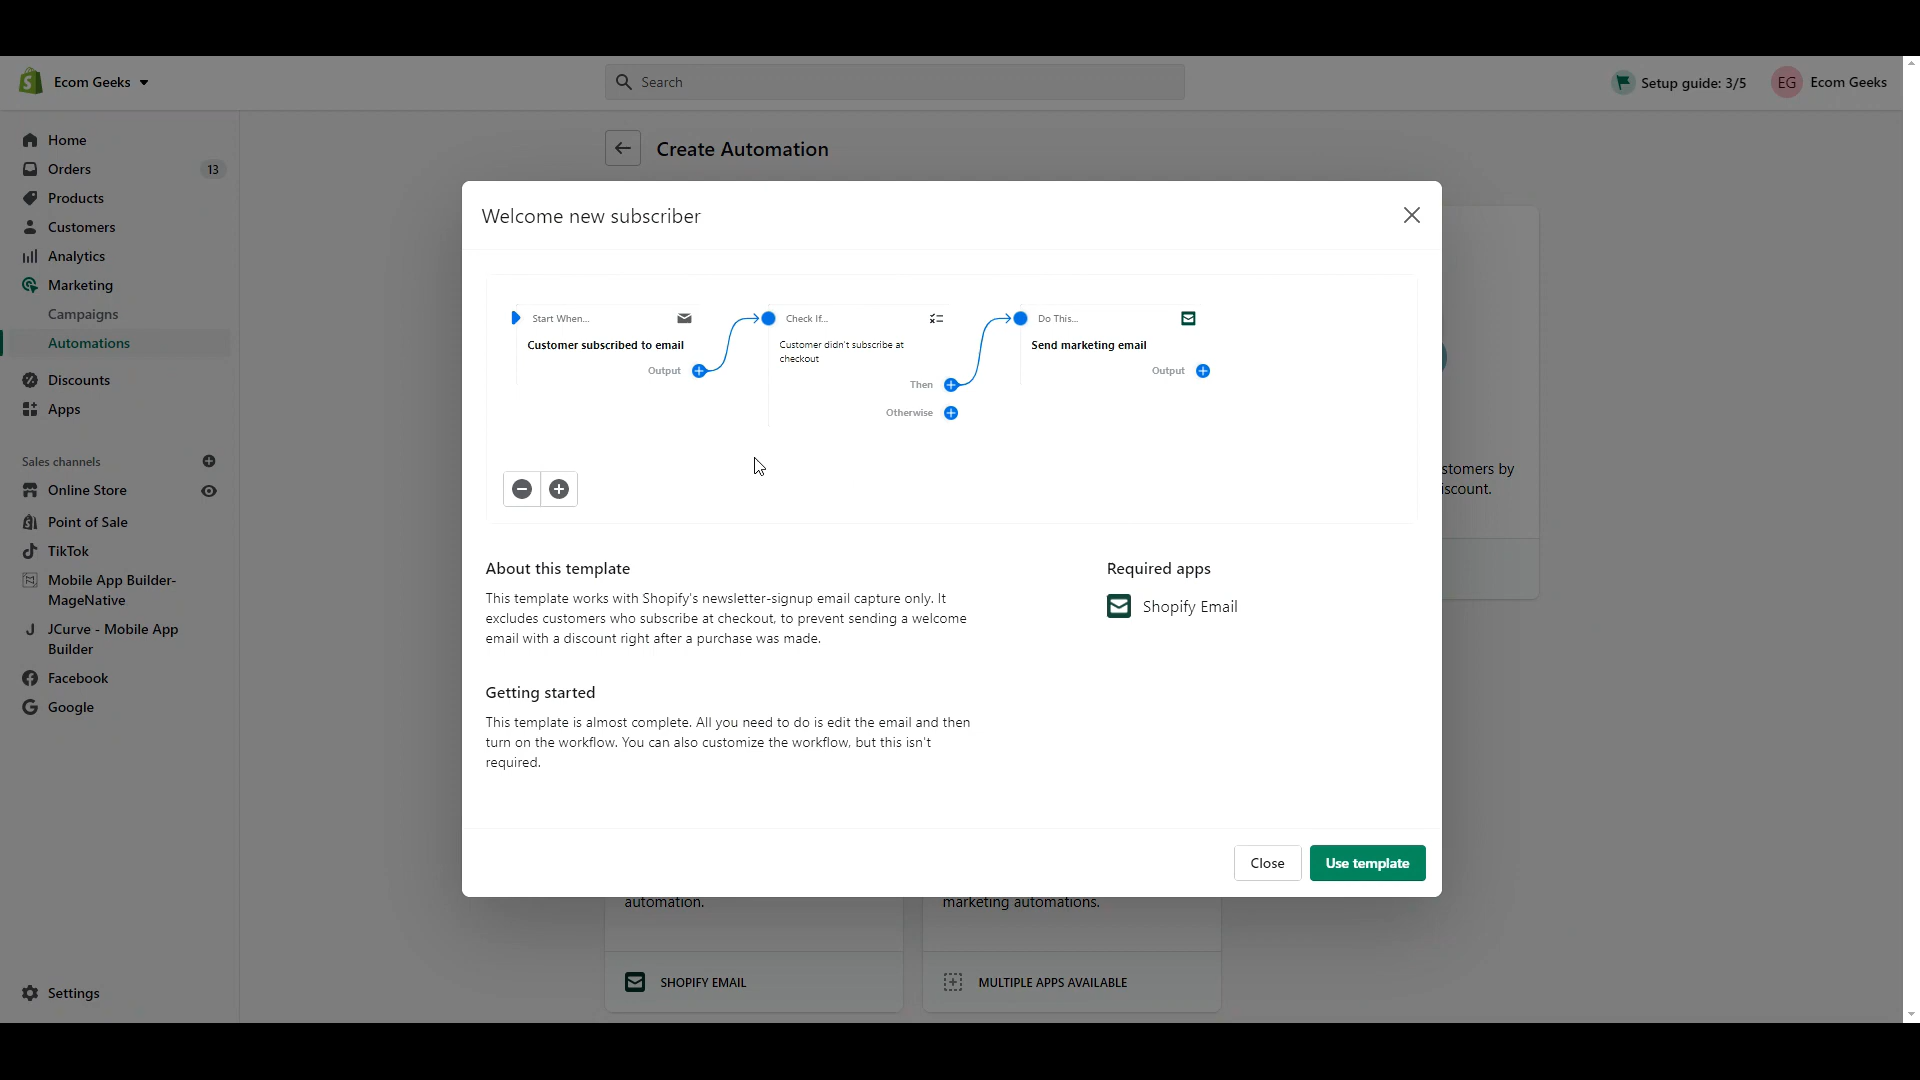 Ecom Geeks
Search
Setup guide: 3/5
EG
Ecom Geeks
Home
Orders
13
Products
Customers
Analytics
Marketing
Campaigns
Automations
Discounts
Apps
Sales channels
Online Store
Point of Sale
TikTok
Mobile App Builder-
MageNative
JCurve - Mobile App
Builder
Facebook
Google
Settings
Create Automation
Welcome new subscriber
Start When...
Customer subscribed to email
Output
Check If...
Customer didn't subscribe at
checkout
Then
Otherwise
Do This...
Send marketing email
Output
About this template
This template works with Shopify's newsletter-signup email capture only. It
excludes customers who subscribe at checkout, to prevent sending a welcome
email with a discount right after a purchase was made.
Getting started
This template is almost complete. All you need to do is edit the email and then
turn on the workflow. You can also customize the workflow, but this isn't
required.
Required apps
Shopify Email
Close
Use template
stomers by
iscount.
automation.
marketing automations.
SHOPIFY EMAIL
MULTIPLE APPS AVAILABLE